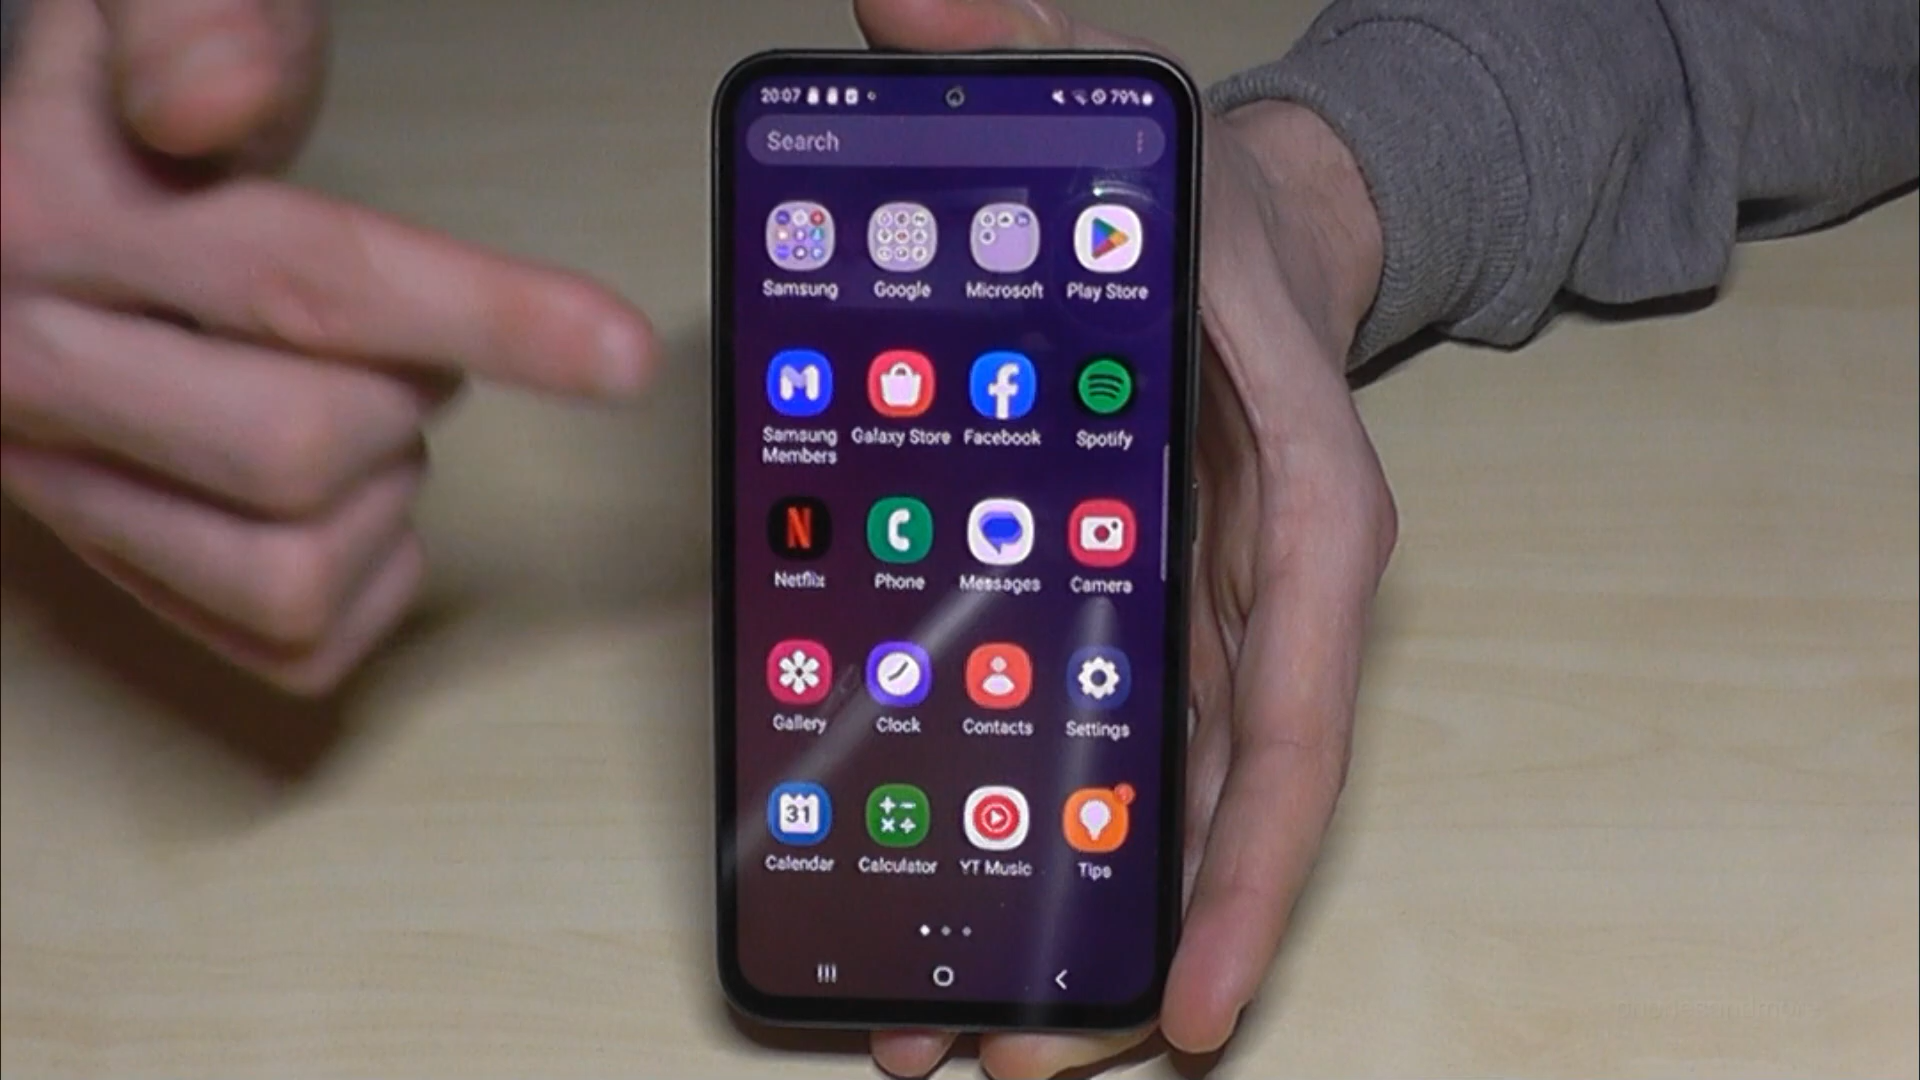 20:07 79%
Search
Samsung Google Microsoft Play Store
Samsung Members Galaxy Store Facebook Spotify
N
Netflix Phone Messages Camera
Gallery Clock Contacts Settings
31
Calendar Calculator YT Music Tips